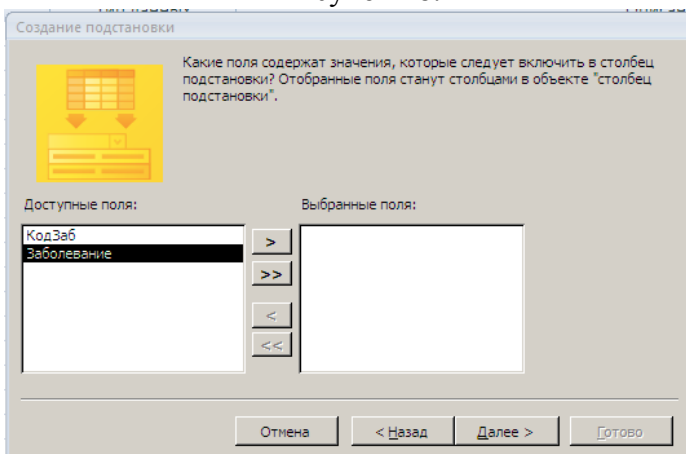 Создание подстановки
Какие поля содержат значения, которые следует включить в столбец
подстановки? Отобранные поля станут столбцами в объекте "столбец
подстановки".
Доступные поля:
Выбранные поля:
КодЗаб
Заболевание
>
>>
<
<<
Отмена
< Назад
Далее >
Готово